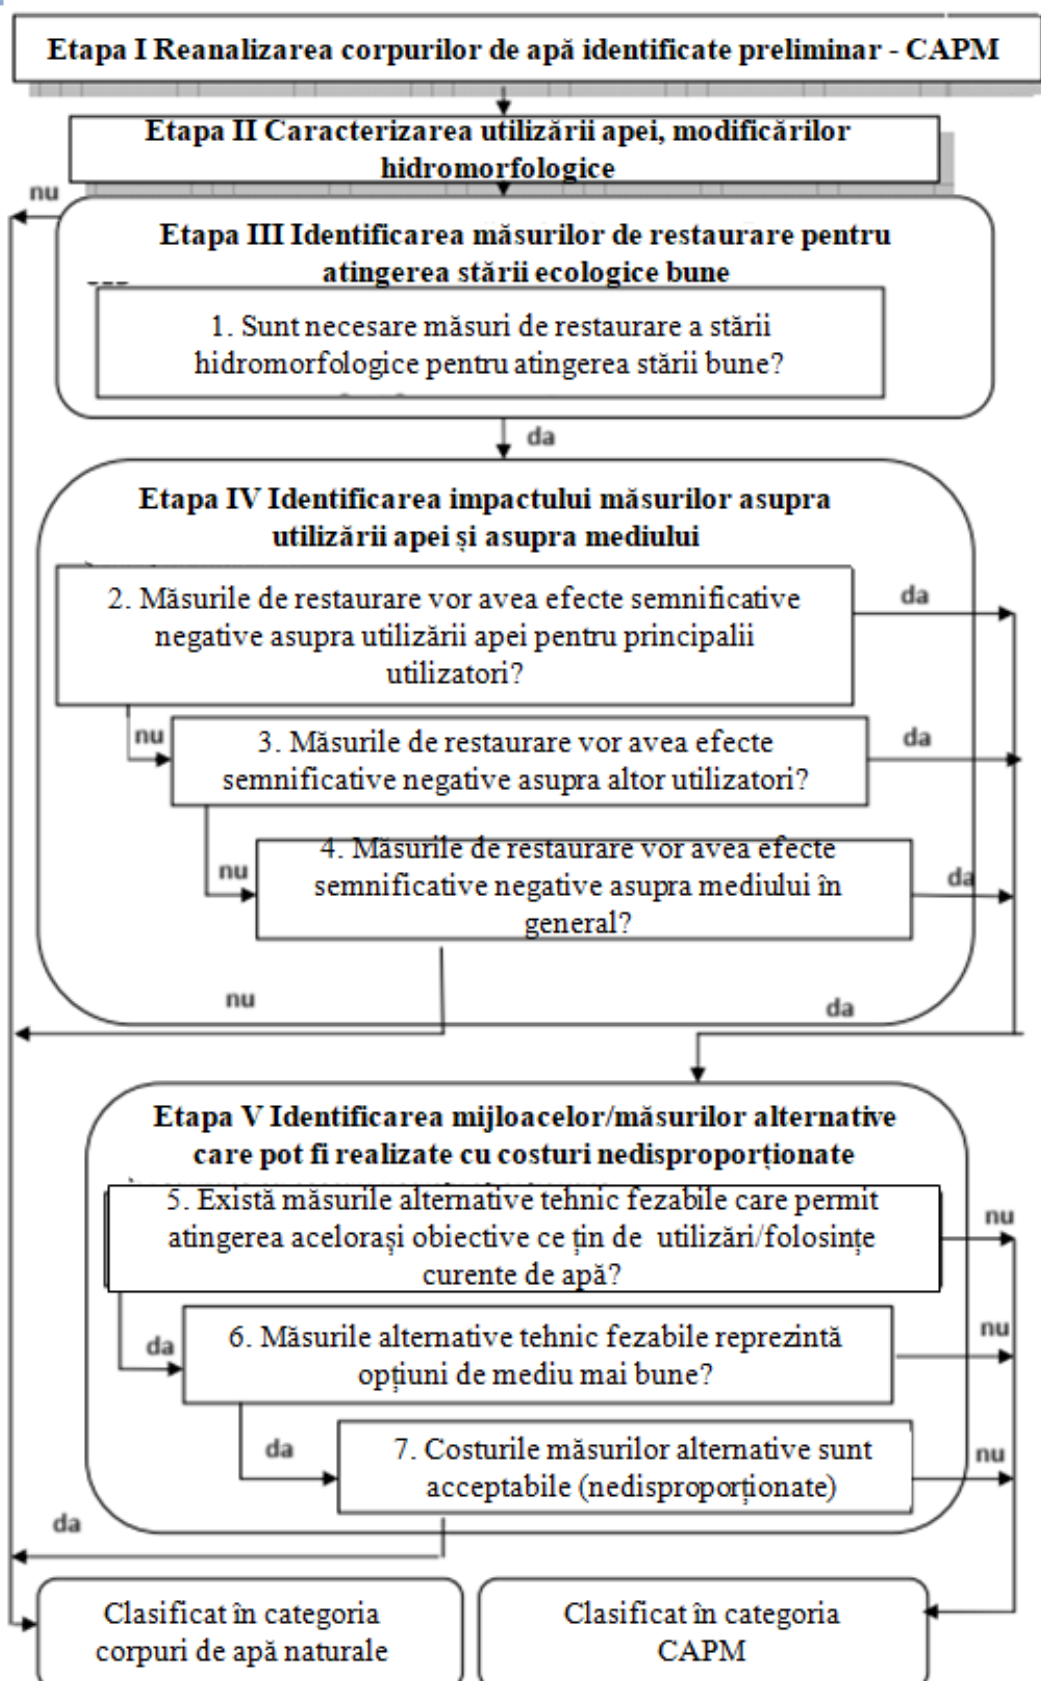 Etapa I Reanalizarea corpurilor de apă identificate preliminar - CAPM
Etapa II Caracterizarea utilizării apei, modificărilor
hidromorfologice
nu
Etapa III Identificarea măsurilor de restaurare pentru
atingerea stării ecologice bune
1. Sunt necesare măsuri de restaurare a stării
hidromorfologice pentru atingerea stării bune?
da
Etapa IV Identificarea impactului măsurilor asupra
utilizării apei și asupra mediului
2. Măsurile de restaurare vor avea efecte semnificative
negative asupra utilizării apei pentru principalii
utilizatori?
da
nu
3. Măsurile de restaurare vor avea efecte
semnificative negative asupra altor utilizatori?
da
nu
4. Măsurile de restaurare vor avea efecte
semnificative negative asupra mediului în
general?
da
nu
da
Etapa V Identificarea mijloacelor/măsurilor alternative
care pot fi realizate cu costuri nedisproporționate
5. Există măsurile alternative tehnic fezabile care permit
atingerea acelorași obiective ce țin de utilizări/folosințe
curente de apă?
nu
da
6. Măsurile alternative tehnic fezabile reprezintă
opțiuni de mediu mai bune?
nu
da
7. Costurile măsurilor alternative sunt
acceptabile (nedisproporționate)
nu
da
Clasificat în categoria
corpuri de apă naturale
Clasificat în categoria
CAPM